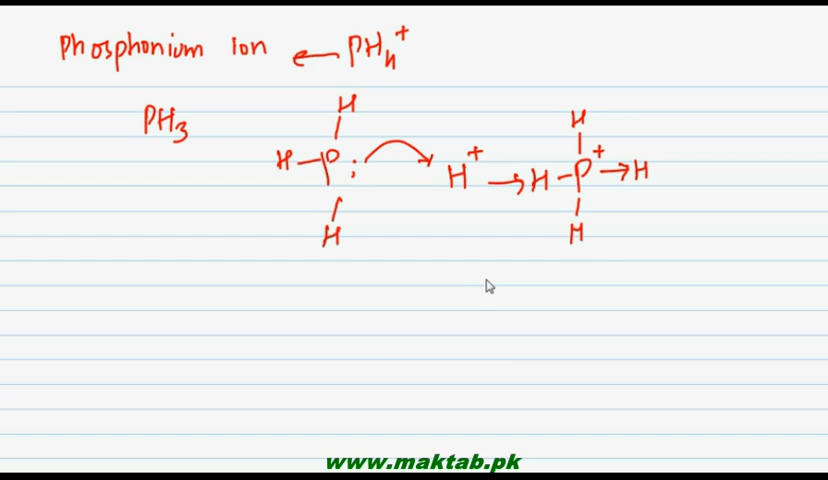 Phosphonium Ion ← PH₄⁺
PH₃
H
H–P: H⁺ → H–P⁺→H
H
H
H
www.maktab.pk